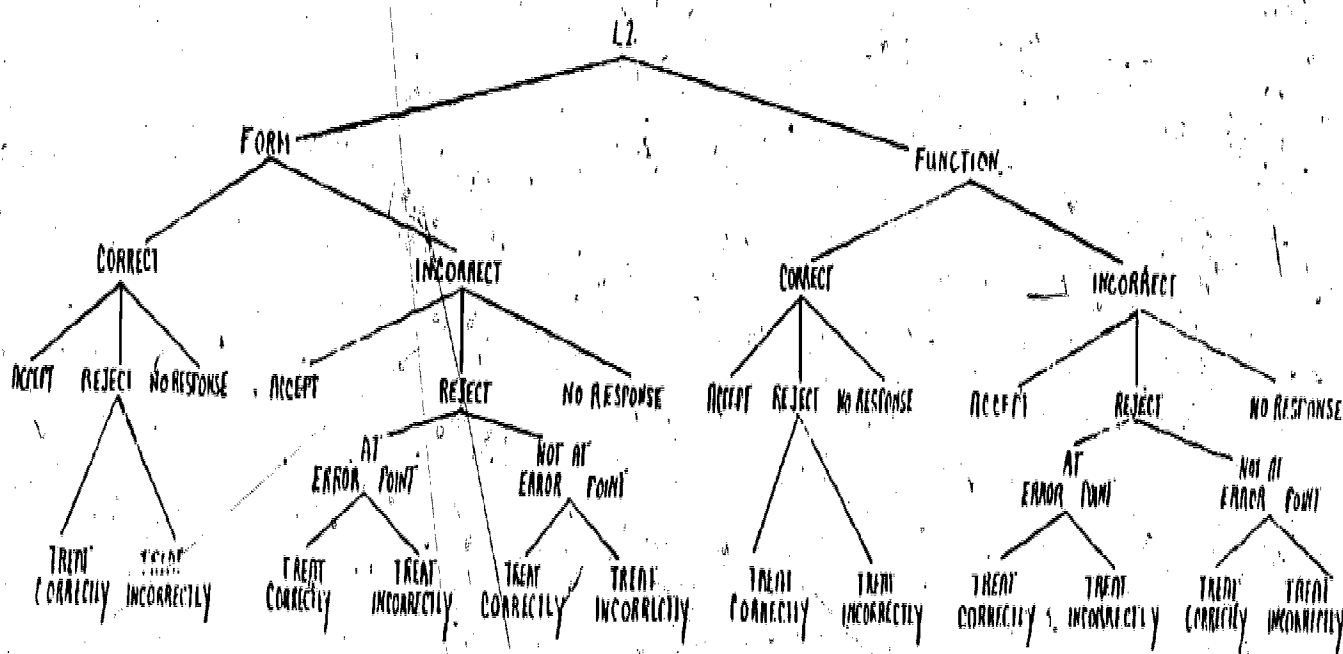 L2
FORM
FUNCTION
CORRECT
INCORRECT
CORRECT
INCORRECT
ACCEPT REJECT NO RESPONSE ACCEPT REJECT NO RESPONSE ACCEPT REJECT NO RESPONSE ACCEPT REJECT NO RESPONSE
AT
ERROR POINT
NOT AT
ERROR POINT
AT
ERROR POINT
NOT AT
ERROR POINT
TREAT
CORRECTLY
TREAT
INCORRECTLY
TREAT
CORRECTLY
TREAT
INCORRECTLY
TREAT
CORRECTLY
TREAT
INCORRECTLY
TREAT
CORRECTLY
TREAT
INCORRECTLY
TREAT
CORRECTLY
TREAT
INCORRECTLY
TREAT
CORRECTLY
TREAT
INCORRECTLY